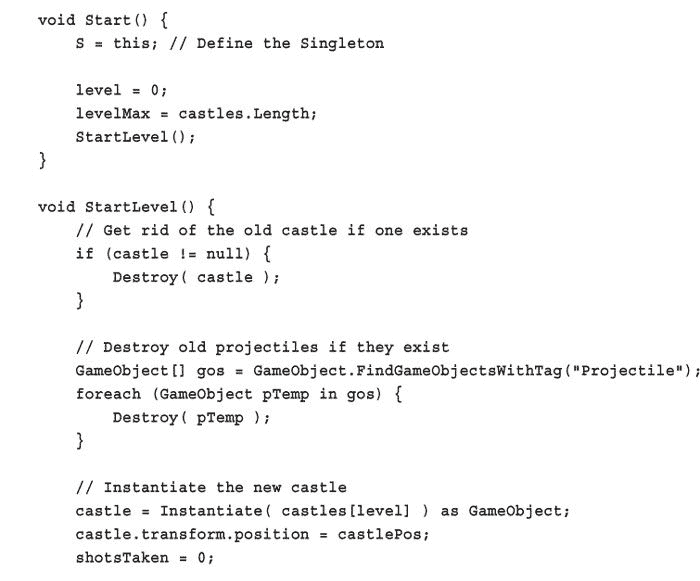 void Start() {
S = this; // Define the Singleton
level = 0;
levelMax = castles.Length;
StartLevel();
}
void StartLevel() {
// Get rid of the old castle if one exists
if (castle != null) {
Destroy( castle );
}
// Destroy old projectiles if they exist
GameObject[] gos = GameObject.FindGameObjectsWithTag("Projectile");
foreach (GameObject pTemp in gos) {
Destroy( pTemp );
}
// Instantiate the new castle
castle = Instantiate( castles[level] ) as GameObject;
castle.transform.position = castlePos;
shotsTaken = 0;